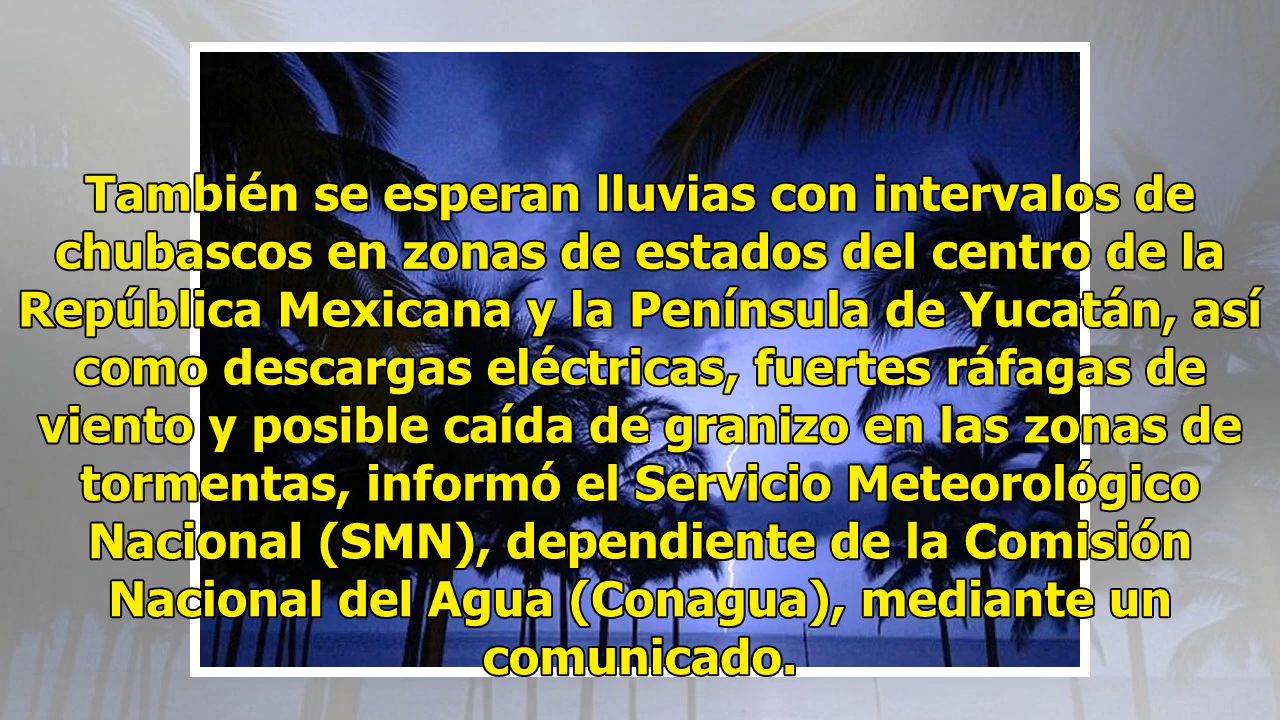 También se esperan lluvias con intervalos de
chubascos en zonas de estados del centro de la
República Mexicana y la Península de Yucatán, así
como descargas eléctricas, fuertes ráfagas de
viento y posible caída de granizo en las zonas de
tormentas, informó el Servicio Meteorológico
Nacional (SMN), dependiente de la Comisión
Nacional del Agua (Conagua), mediante un
comunicado.